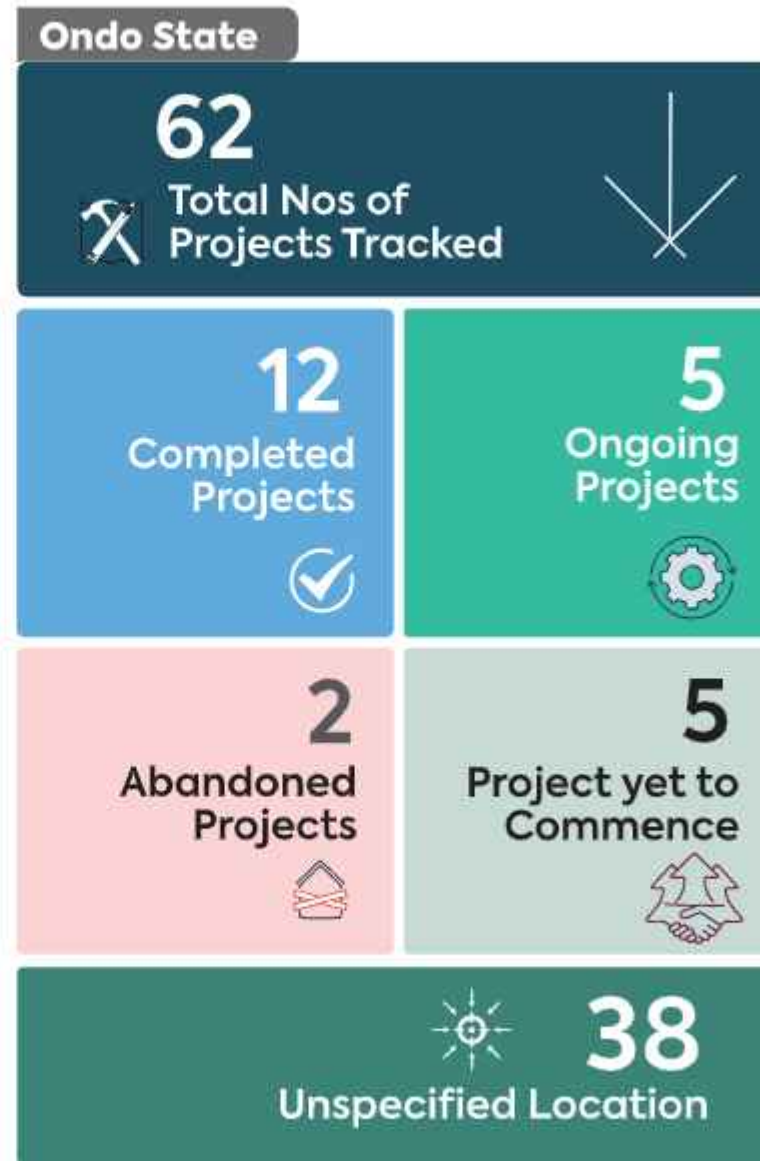 Ondo State
62
Total Nos of
Projects Tracked
12
Completed
Projects
5
Ongoing
Projects
2
Abandoned
Projects
5
Project yet to
Commence
38
Unspecified Location